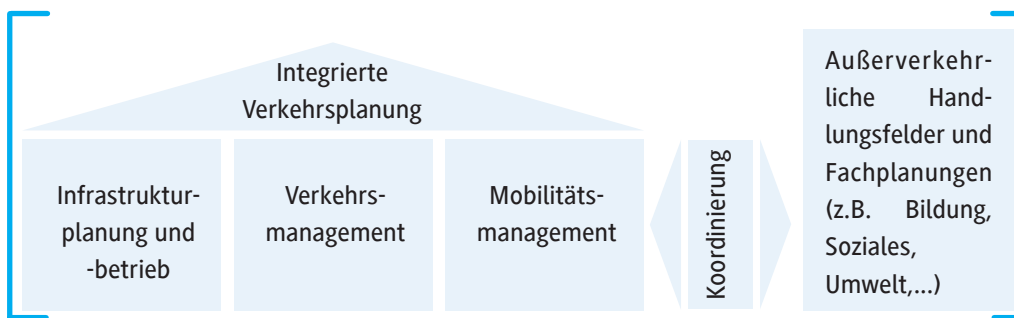 Integrierte
Verkehrsplanung
Infrastruktur-
planung und
-betrieb
Verkehrs-
management
Mobilitäts-
management
Koordinierung
Außerverkehr-
liche Hand-
lungsfelder und
Fachplanungen
(z.B. Bildung,
Soziales,
Umwelt,...)